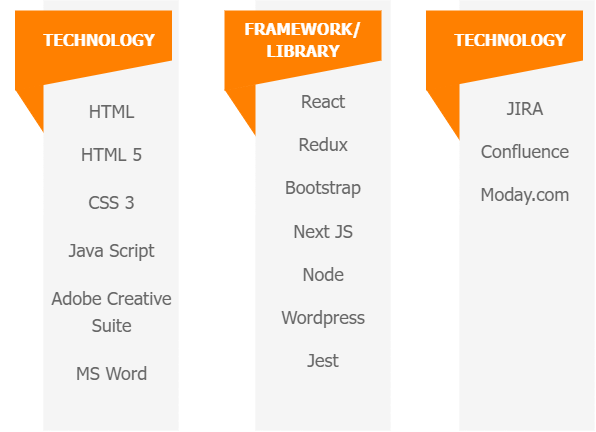 TECHNOLOGY
HTML
HTML 5
CSS 3
Java Script
Adobe Creative
Suite
MS Word
FRAMEWORK/
LIBRARY
React
Redux
Bootstrap
Next JS
Node
Wordpress
Jest
TECHNOLOGY
JIRA
Confluence
Moday.com